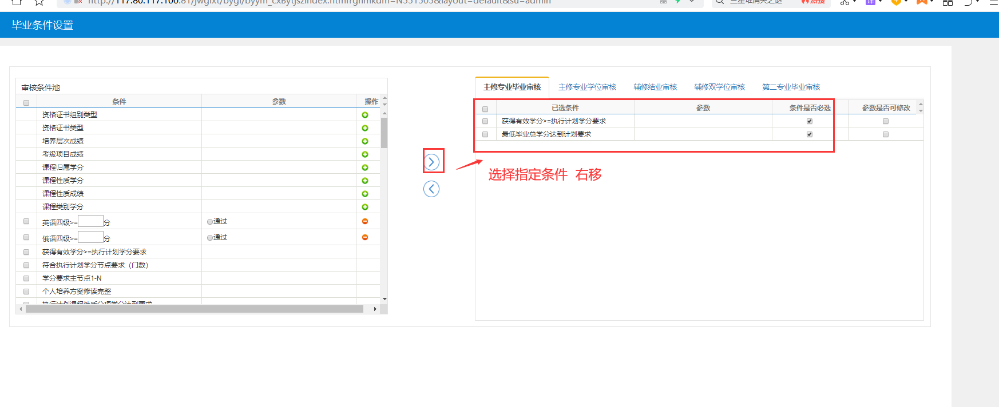 http://117.80.117.100:81/jwglxt/bygl/byym_cxBytjszIndex.html?gnmkdm=N551505&layout=default&su=admin
热搜
译
毕业条件设置
审核条件池
条件 参数 操作
资格证书组别类型
资格证书类型
培养层次成绩
考级项目成绩
课程归属学分
课程性质学分
课程性质成绩
课程类别学分
英语四级>= 分 通过
俄语四级>= 分 通过
获得有效学分>=执行计划学分要求
符合执行计划学分节点要求（门数）
学分要求主节点1-N
个人培养方案修读完整
主修专业毕业审核 主修专业学位审核 辅修结业审核 辅修双学位审核 第二专业毕业审核
已选条件 参数 条件是否必选 参数是否可修改
获得有效学分>=执行计划学分要求
最低毕业总学分达到计划要求
选择指定条件 右移